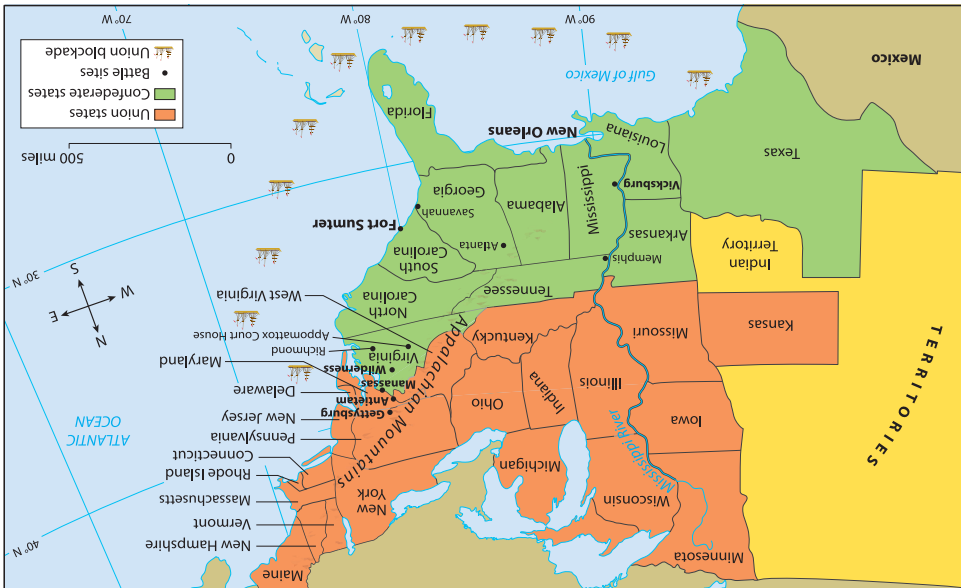 Maine
New Hampshire
Vermont
Massachusetts
Rhode Island
Connecticut
Pennsylvania
New Jersey
Delaware
Maryland
West Virginia
40° N
30° N
ATLANTIC
OCEAN
N
E
W
S
Minnesota
Wisconsin
Michigan
New
York
Mississippi River
Iowa
Illinois
Indiana
Ohio
Appalachian Mountains
Gettysburg
Antietam
Manassas
Wilderness
Virginia
Richmond
Appomattox Court House
TERRITORIES
Kansas
Missouri
Kentucky
North
Carolina
Tennessee
Memphis
Indian
Territory
Arkansas
South
Carolina
Atlanta
Fort Sumter
Savannah
Georgia
Alabama
Mississippi
Vicksburg
Texas
Louisiana
New Orleans
Florida
Gulf of Mexico
Mexico
0
500 miles
Union states
Confederate states
Battle sites
Union blockade
90° W
80° W
70° W